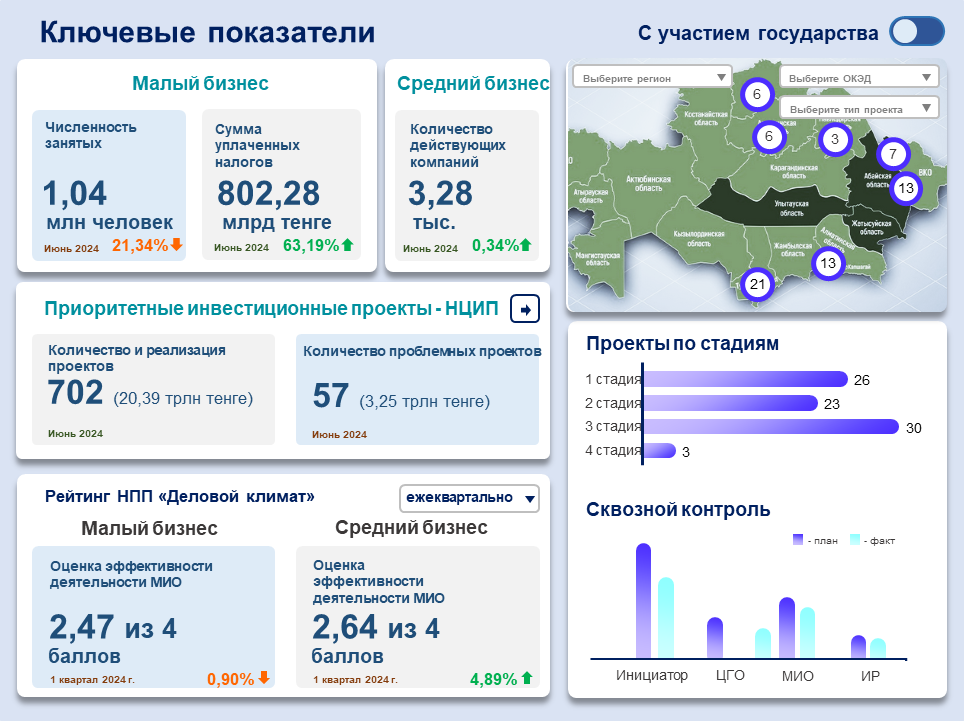 Ключевые показатели
С участием государства
Малый бизнес
Численность
занятых
1,04
млн человек
Июнь 2024 21,34%
Сумма
уплаченных
налогов
802,28
млрд тенге
Июнь 2024 63,19%
Средний бизнес
Количество
действующих
компаний
3,28
тыс.
Июнь 2024 0,34%
Выберите регион
Выберите ОКЭД
Выберите тип проекта
6
6
3
7
13
13
21
Костанайская
область
Актюбинская
область
Атырауская
область
Мангистауская
область
Кызылординская
область
Карагандинская
область
Улытауская
область
Абайская
область
ВКО
Жетысуйская
область
Алматинская
область
Жамбылская
область
Приоритетные инвестиционные проекты - НЦИП
Количество и реализация
проектов
702 (20,39 трлн тенге)
Июнь 2024
Количество проблемных проектов
57 (3,25 трлн тенге)
Июнь 2024
Проекты по стадиям
1 стадия 26
2 стадия 23
3 стадия 30
4 стадия 3
Рейтинг НПП «Деловой климат»
ежеквартально
Малый бизнес
Оценка эффективности
деятельности МИО
2,47 из 4
баллов
1 квартал 2024 г. 0,90%
Средний бизнес
Оценка
эффективности
деятельности МИО
2,64 из 4
баллов
1 квартал 2024 г. 4,89%
Сквозной контроль
- план - факт
Инициатор ЦГО МИО ИР